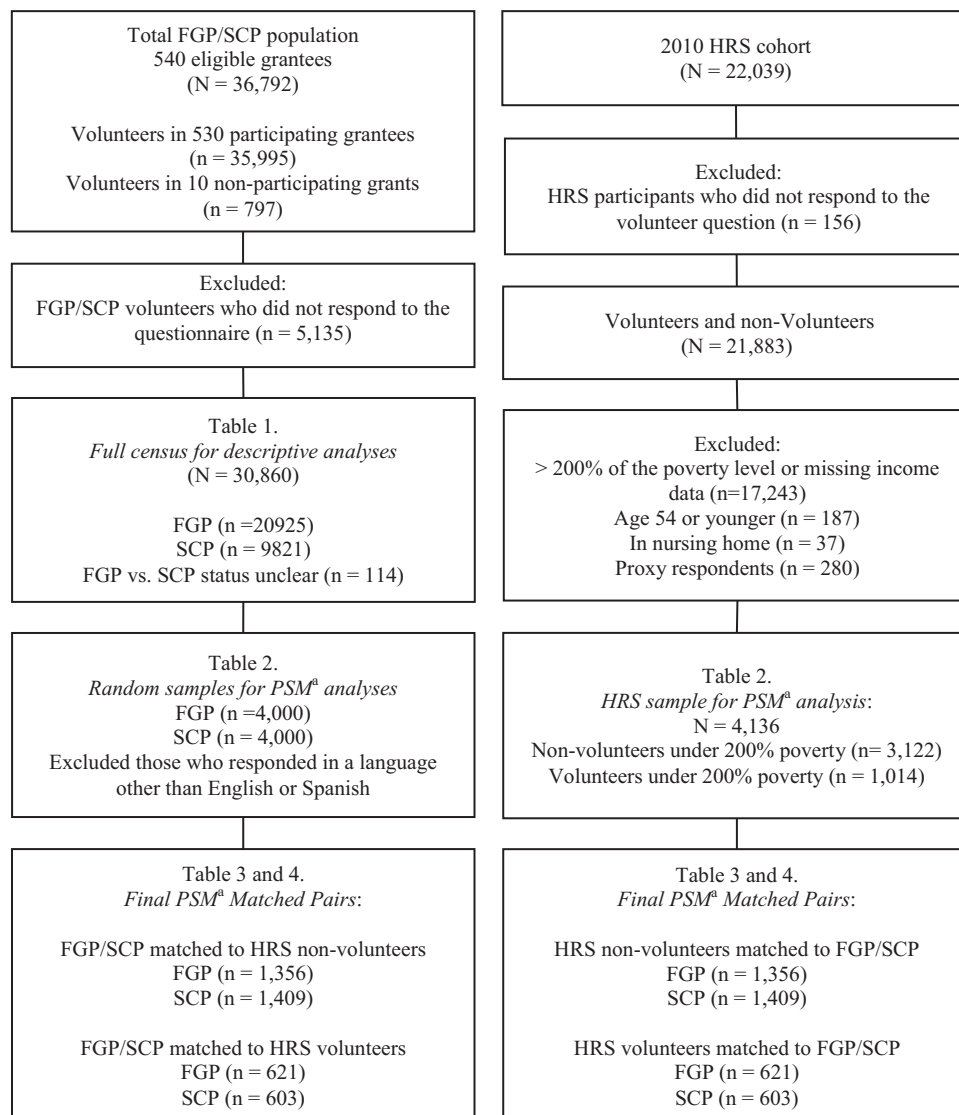 Total FGP/SCP population
540 eligible grantees
(N = 36,792)
Volunteers in 530 participating grantees
(n = 35,995)
Volunteers in 10 non-participating grants
(n = 797)
Excluded:
FGP/SCP volunteers who did not respond to the
questionnaire (n = 5,135)
Table 1.
Full census for descriptive analyses
(N = 30,860)
FGP (n =20925)
SCP (n = 9821)
FGP vs. SCP status unclear (n = 114)
Table 2.
Random samples for PSMᵃ analyses
FGP (n =4,000)
SCP (n = 4,000)
Excluded those who responded in a language
other than English or Spanish
Table 3 and 4.
Final PSMᵃ Matched Pairs:
FGP/SCP matched to HRS non-volunteers
FGP (n = 1,356)
SCP (n = 1,409)
FGP/SCP matched to HRS volunteers
FGP (n = 621)
SCP (n = 603)
2010 HRS cohort
(N = 22,039)
Excluded:
HRS participants who did not respond to the
volunteer question (n = 156)
Volunteers and non-Volunteers
(N = 21,883)
Excluded:
> 200% of the poverty level or missing income
data (n=17,243)
Age 54 or younger (n = 187)
In nursing home (n = 37)
Proxy respondents (n = 280)
Table 2.
HRS sample for PSMᵃ analysis:
N = 4,136
Non-volunteers under 200% poverty (n= 3,122)
Volunteers under 200% poverty (n = 1,014)
Table 3 and 4.
Final PSMᵃ Matched Pairs:
HRS non-volunteers matched to FGP/SCP
FGP (n = 1,356)
SCP (n = 1,409)
HRS volunteers matched to FGP/SCP
FGP (n = 621)
SCP (n = 603)